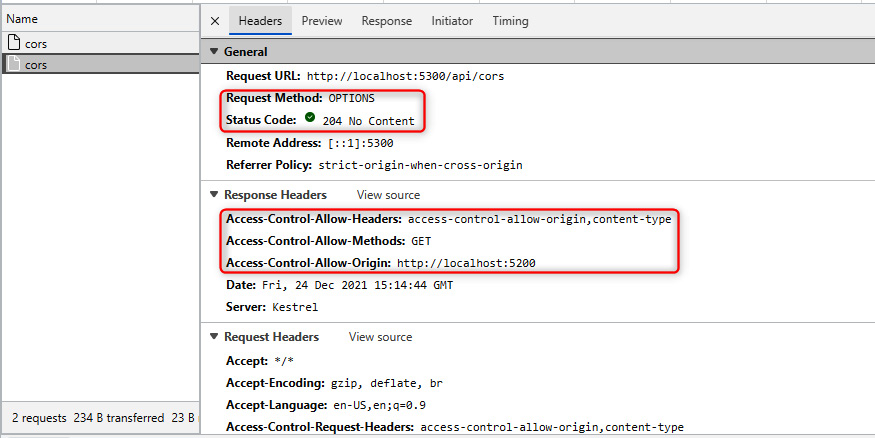 Name
cors
cors
× Headers Preview Response Initiator Timing
General
Request URL: http://localhost:5300/api/cors
Request Method: OPTIONS
Status Code: 204 No Content
Remote Address: [::1]:5300
Referrer Policy: strict-origin-when-cross-origin
Response Headers View source
Access-Control-Allow-Headers: access-control-allow-origin,content-type
Access-Control-Allow-Methods: GET
Access-Control-Allow-Origin: http://localhost:5200
Date: Fri, 24 Dec 2021 15:14:44 GMT
Server: Kestrel
Request Headers View source
Accept: */*
Accept-Encoding: gzip, deflate, br
Accept-Language: en-US,en;q=0.9
Access-Control-Request-Headers: access-control-allow-origin,content-type
2 requests 234 B transferred 23 B